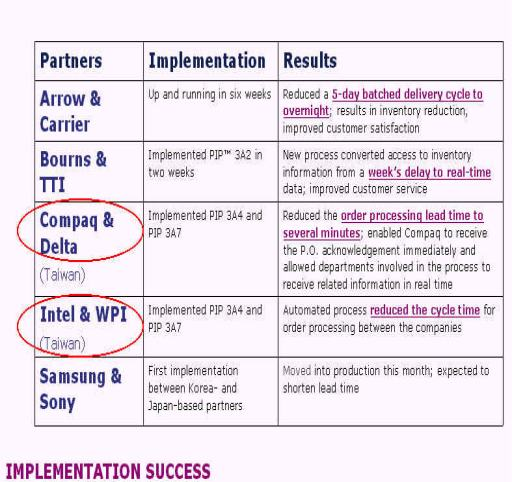 Partners Implementation Results
Arrow &
Carrier
Up and running in six weeks
Reduced a 5-day batched delivery cycle to
overnight; results in inventory reduction,
improved customer satisfaction
Bourns &
TTI
Implemented PIP™ 3A2 in
two weeks
New process converted access to inventory
information from a week's delay to real-time
data; improved customer service
Compaq &
Delta
(Taiwan)
Implemented PIP 3A4 and
PIP 3A7
Reduced the order processing lead time to
several minutes; enabled Compaq to receive
the P.O. acknowledgement immediately and
allowed departments involved in the process to
receive related information in real time
Intel & WPI
(Taiwan)
Implemented PIP 3A4 and
PIP 3A7
Automated process reduced the cycle time for
order processing between the companies
Samsung &
Sony
First implementation
between Korea- and
Japan-based partners
Moved into production this month; expected to
shorten lead time
IMPLEMENTATION SUCCESS